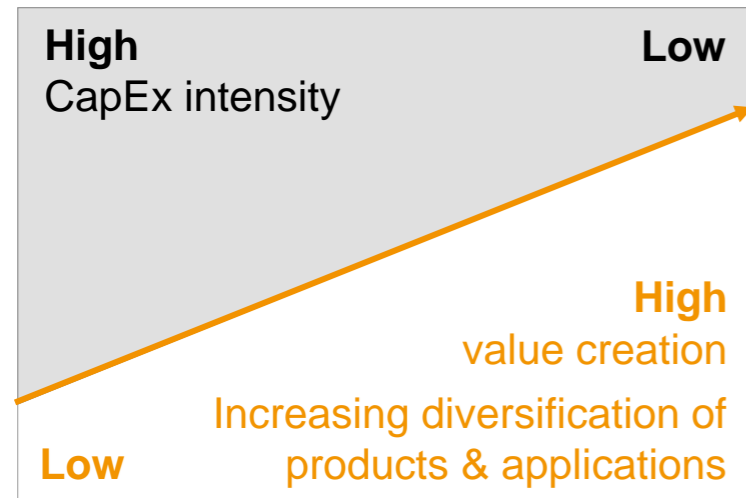 High
Low
CapEx intensity
High
value creation
Increasing diversification of
Low
products & applications